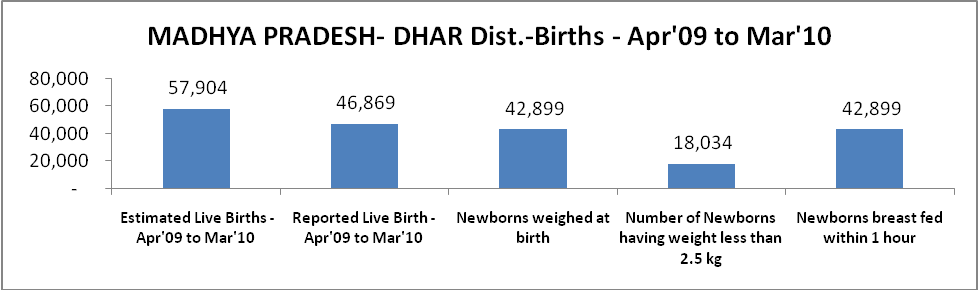 MADHYA PRADESH- DHAR Dist.-Births - Apr'09 to Mar'10
80,000
60,000
40,000
20,000
-
57,904
46,869
42,899
18,034
42,899
Estimated Live Births -
Apr'09 to Mar'10
Reported Live Birth -
Apr'09 to Mar'10
Newborns weighed at
birth
Number of Newborns
having weight less than
2.5 kg
Newborns breast fed
within 1 hour